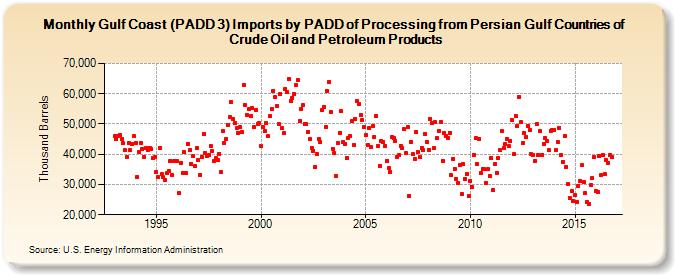 Monthly Gulf Coast (PADD 3) Imports by PADD of Processing from Persian Gulf Countries of
Crude Oil and Petroleum Products
Thousand Barrels
70,000
60,000
50,000
40,000
30,000
20,000
1995
2000
2005
2010
2015
Source: U.S. Energy Information Administration